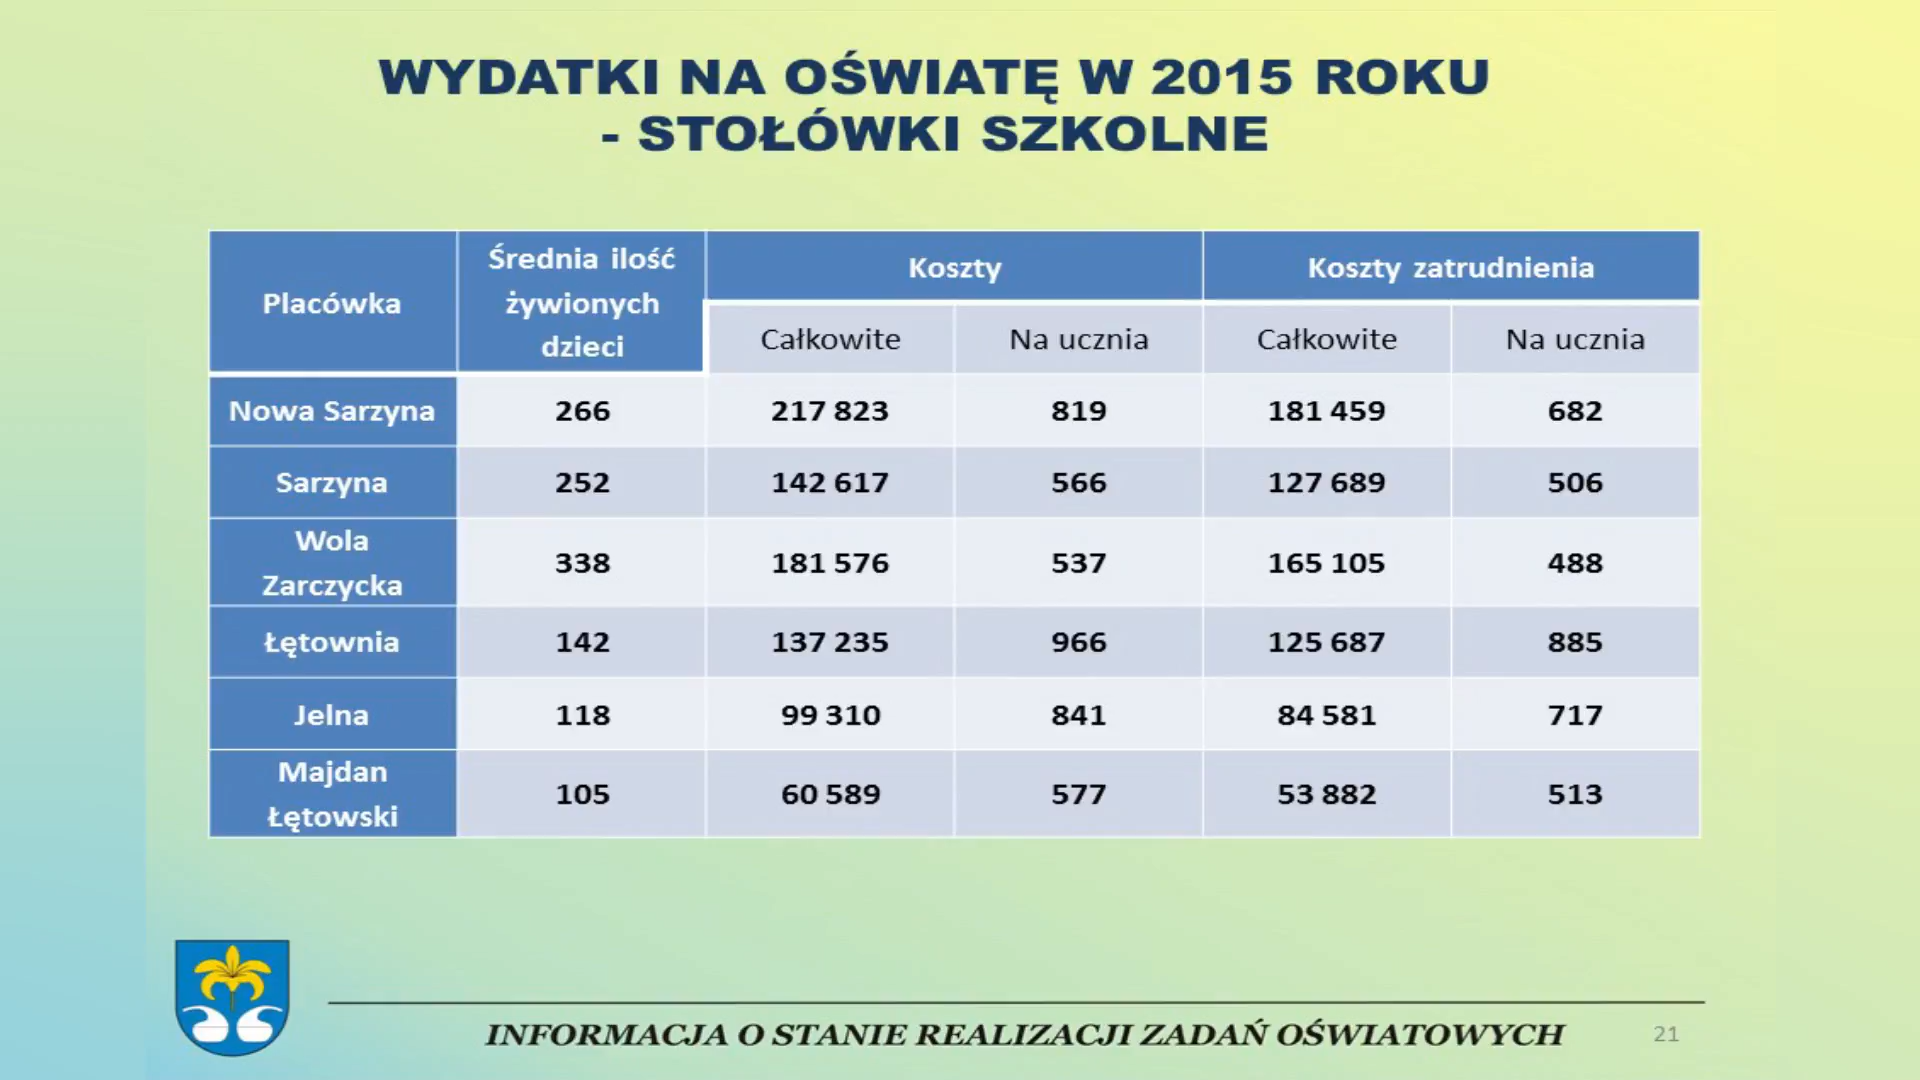 WYDATKI NA OŚWIATĘ W 2015 ROKU
- STOŁÓWKI SZKOLNE
Placówka
Średnia ilość
żywionych
dzieci
Koszty
Koszty zatrudnienia
Całkowite
Na ucznia
Całkowite
Na ucznia
Nowa Sarzyna 266 217 823 819 181 459 682
Sarzyna 252 142 617 566 127 689 506
Wola
Zarczycka
338 181 576 537 165 105 488
Łętownia 142 137 235 966 125 687 885
Jelna 118 99 310 841 84 581 717
Majdan
Łętowski
105 60 589 577 53 882 513
INFORMACJA O STANIE REALIZACJI ZADAŃ OŚWIATOWYCH 21